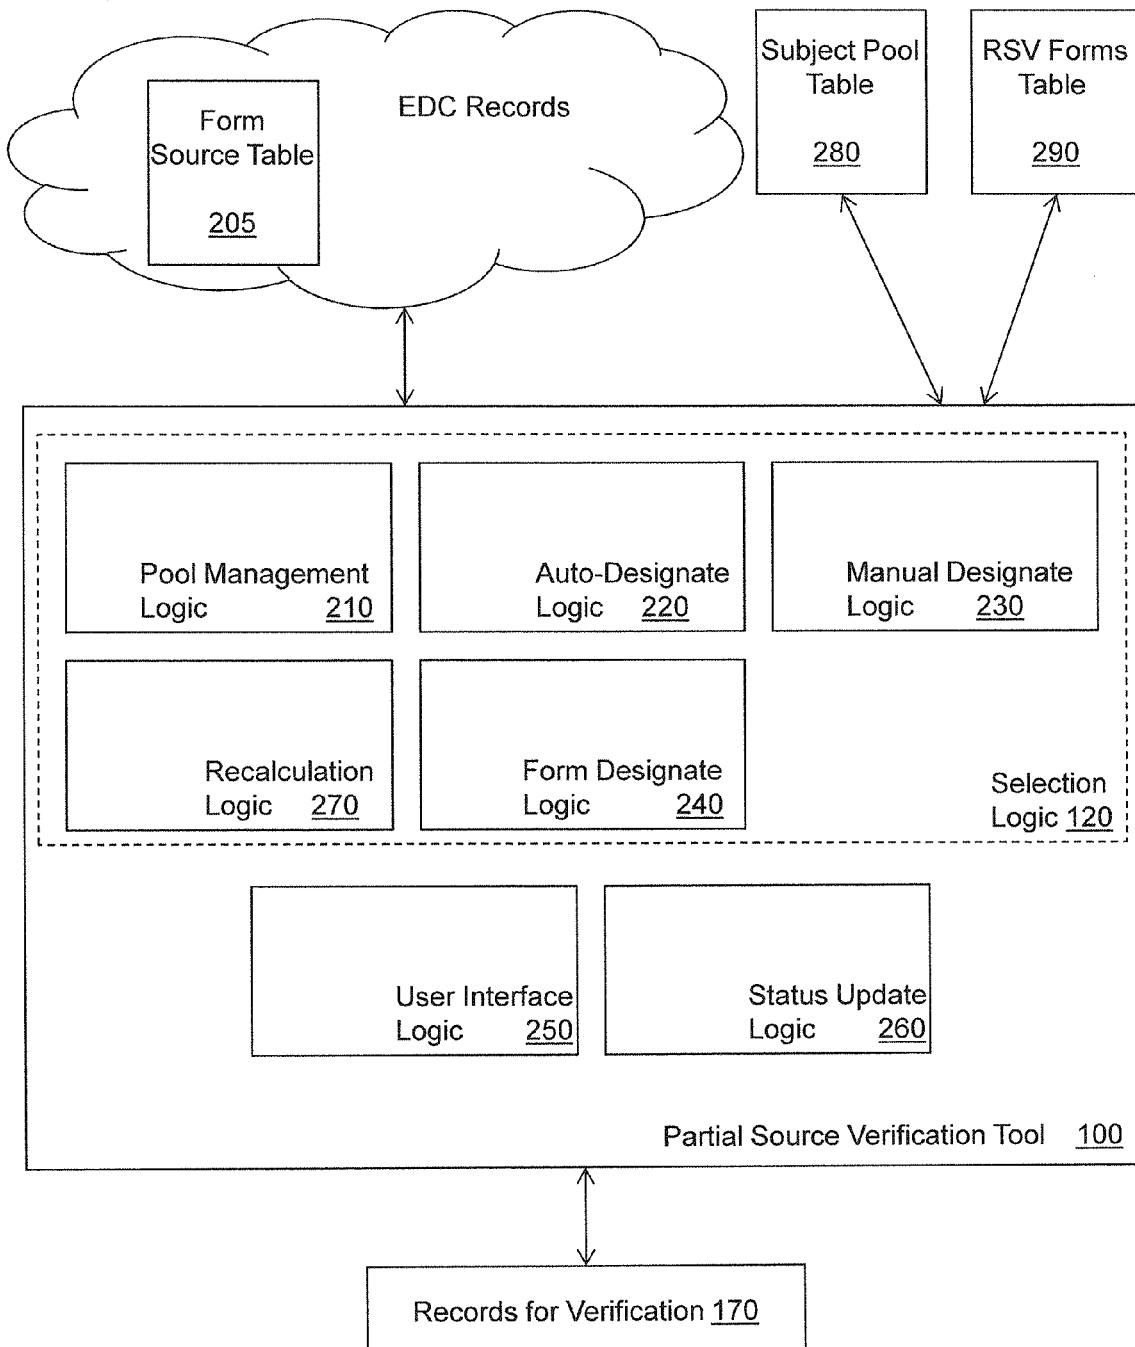 EDC Records
Form
Source Table
205
Subject Pool
Table
280
RSV Forms
Table
290
Pool Management
Logic 210
Auto-Designate
Logic 220
Manual Designate
Logic 230
Recalculation
Logic 270
Form Designate
Logic 240
Selection
Logic 120
User Interface
Logic 250
Status Update
Logic 260
Partial Source Verification Tool 100
Records for Verification 170